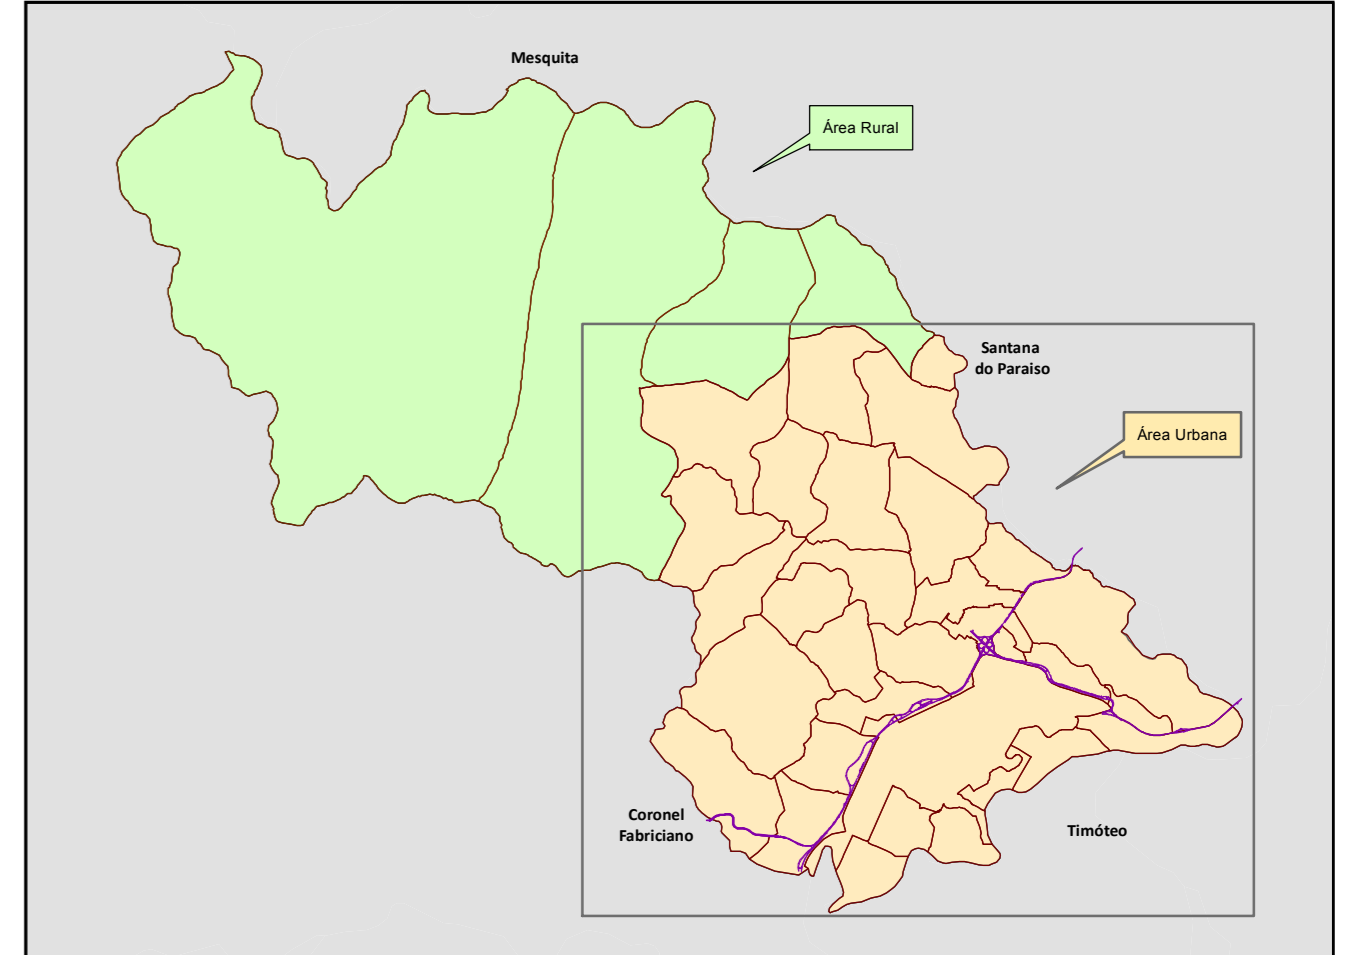 Mesquita
Área Rural
Santana
do Paraiso
Área Urbana
Coronel
Fabriciano
Timóteo